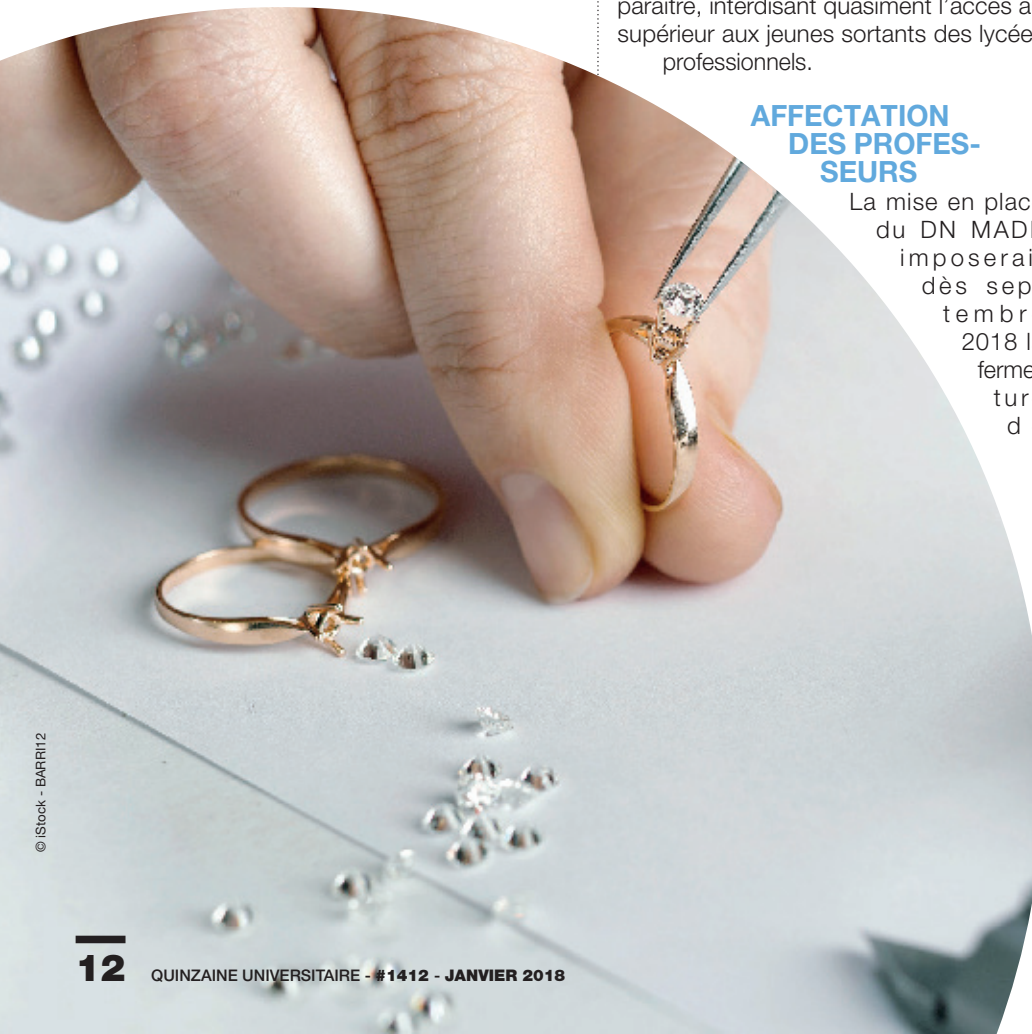 paraître, interdisant quasiment l'accès a
supérieur aux jeunes sortants des lycée
professionnels.
AFFECTATION
DES PROFES-
SEURS
La mise en plac
du DN MADE
imposerai
dès sep
tembr
2018 l
ferme
tur
d
© iStock - BARRI12
12 QUINZAINE UNIVERSITAIRE - #1412 - JANVIER 2018